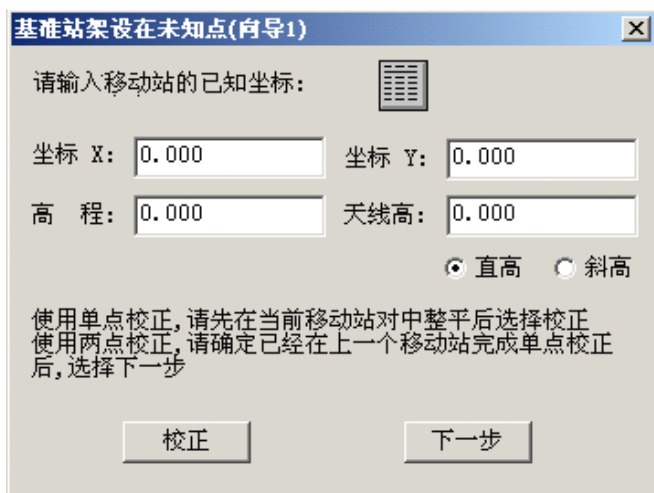 基准站架设在未知点(向导1)
请输入移动站的已知坐标:
坐标 X: 0.000 坐标 Y: 0.000
高 程: 0.000 天线高: 0.000
直高 斜高
使用单点校正,请先在当前移动站对中整平后选择校正
使用两点校正,请确定已经在上一个移动站完成单点校正
后,选择下一步
校正 下一步